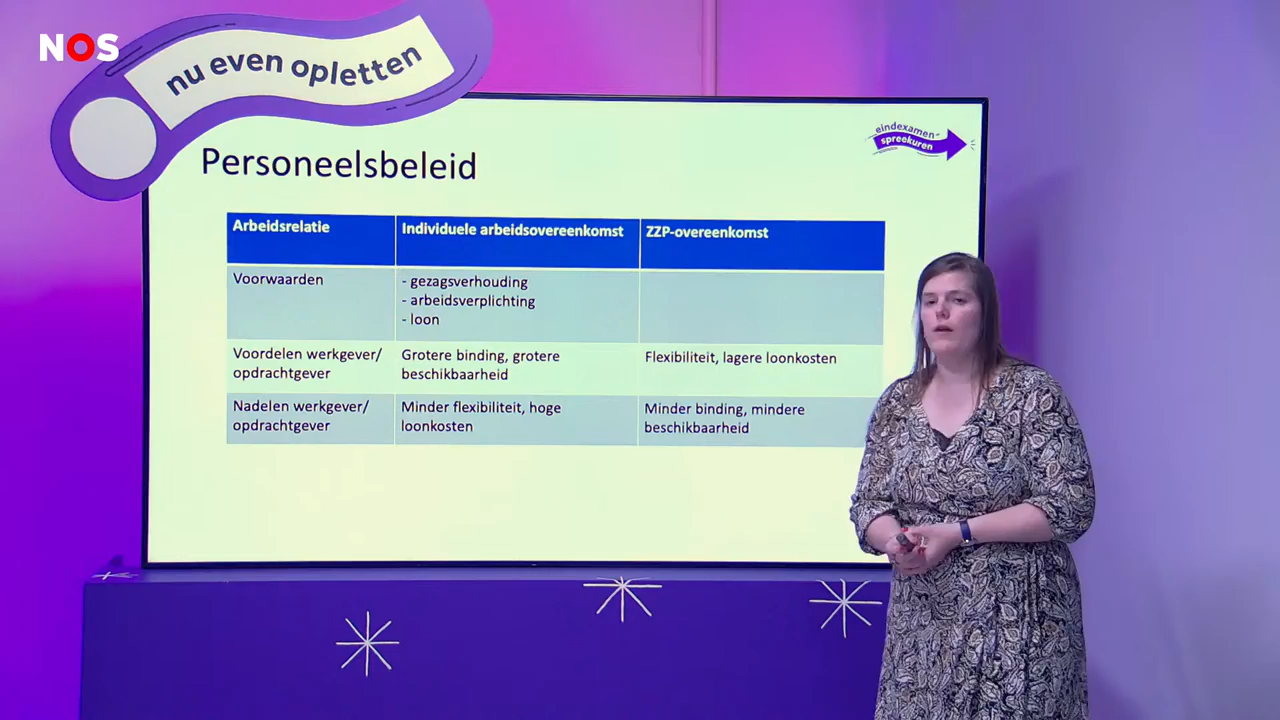 NOS
nu even opletten
eindexamen-
spreekuren
Personeelsbeleid
Arbeidsrelatie
Individuele arbeidsovereenkomst
ZZP-overeenkomst
Voorwaarden
- gezagsverhouding
- arbeidsverplichting
- loon
Voordelen werkgever/
opdrachtgever
Grotere binding, grotere
beschikbaarheid
Flexibiliteit, lagere loonkosten
Nadelen werkgever/
opdrachtgever
Minder flexibiliteit, hoge
loonkosten
Minder binding, mindere
beschikbaarheid